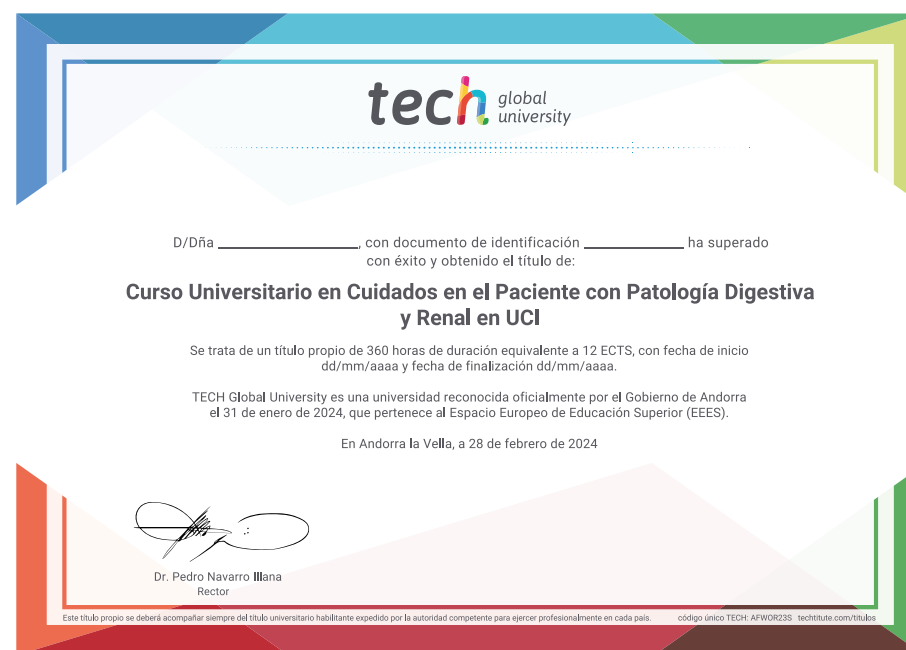 tech global university
D/Dña ____________________, con documento de identificación ______________ ha superado
con éxito y obtenido el título de:
Curso Universitario en Cuidados en el Paciente con Patología Digestiva
y Renal en UCI
Se trata de un título propio de 360 horas de duración equivalente a 12 ECTS, con fecha de inicio
dd/mm/aaaa y fecha de finalización dd/mm/aaaa.
TECH Global University es una universidad reconocida oficialmente por el Gobierno de Andorra
el 31 de enero de 2024, que pertenece al Espacio Europeo de Educación Superior (EEES).
En Andorra la Vella, a 28 de febrero de 2024
Dr. Pedro Navarro Illana
Rector
Este título propio se deberá acompañar siempre del título universitario habilitante expedido por la autoridad competente para ejercer profesionalmente en cada país. código único TECH: AFWOR23S techtitute.com/titulos